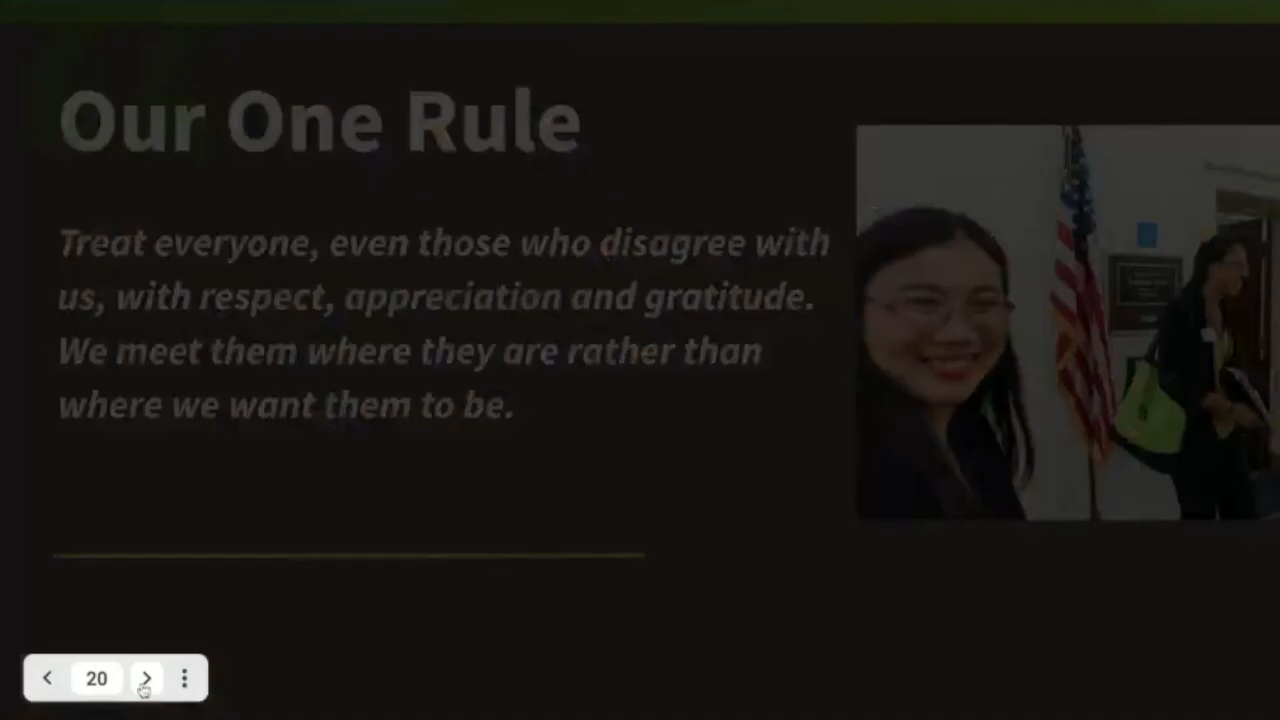 Our One Rule
Treat everyone, even those who disagree with
us, with respect, appreciation and gratitude.
We meet them where they are rather than
where we want them to be.
20